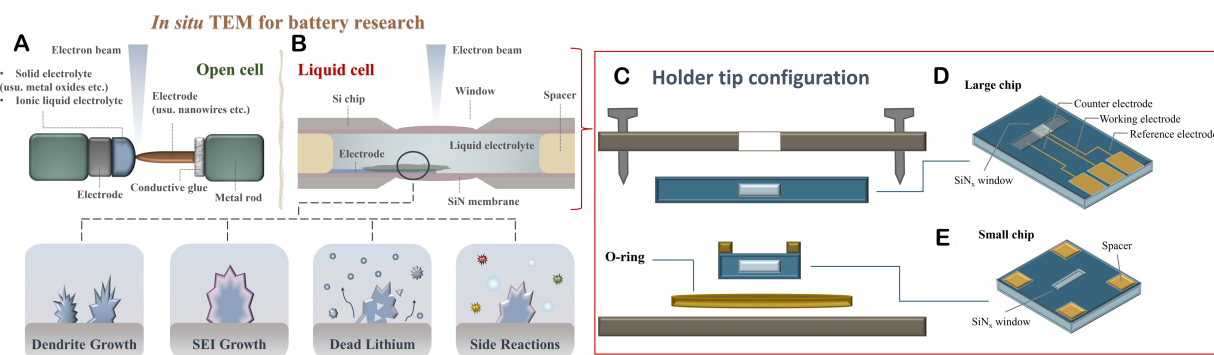 In situ TEM for battery research
A
Electron beam
• Solid electrolyte
(usu. metal oxides etc.)
• Ionic liquid electrolyte
Open cell
Electrode
(usu. nanowires etc.)
Electrode
Conductive glue
Metal rod
B
Liquid cell
Electron beam
Si chip
Window
Spacer
Electrode
Liquid electrolyte
SiN membrane
Dendrite Growth
SEI Growth
Dead Lithium
Side Reactions
C
Holder tip configuration
O-ring
D
Large chip
Counter electrode
Working electrode
Reference electrode
SiNx window
E
Small chip
Spacer
SiNx window